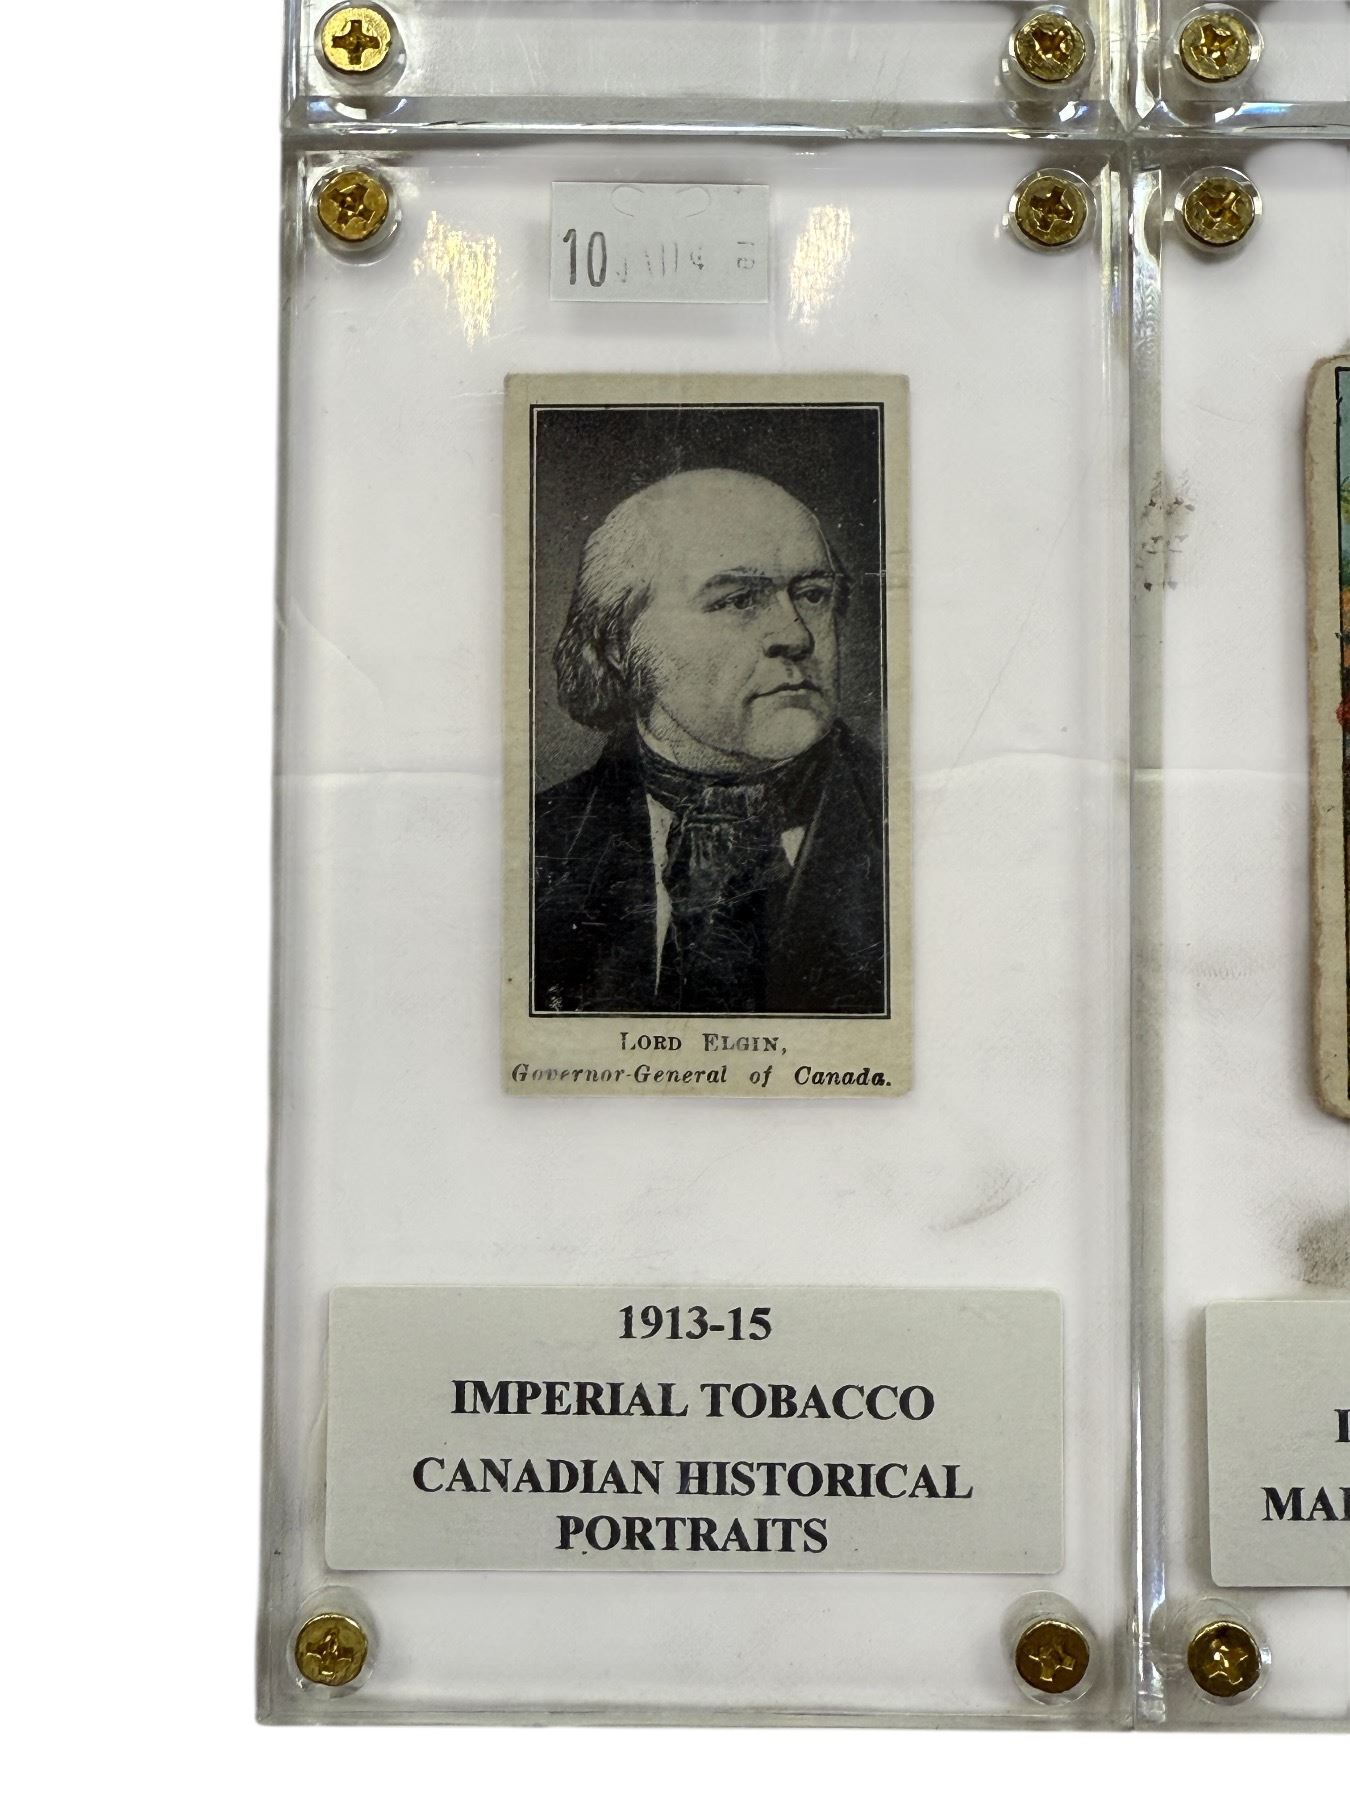 10
LORD ELGIN,
Governor-General of Canada.
1913-15
IMPERIAL TOBACCO
CANADIAN HISTORICAL
PORTRAITS